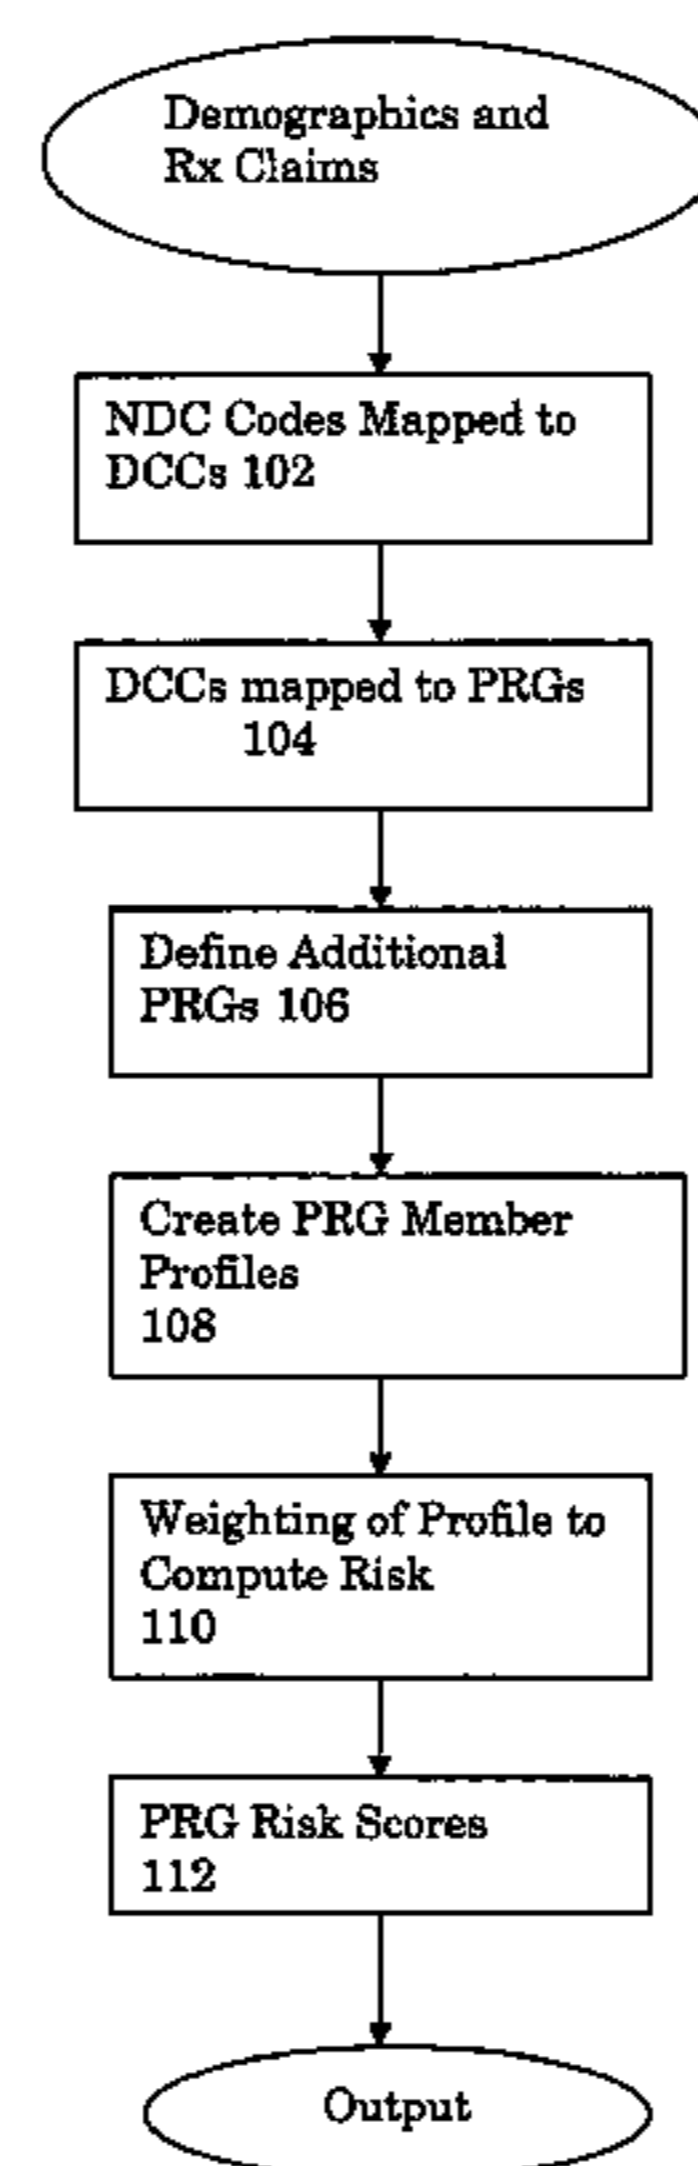 Demographics and
Rx Claims
NDC Codes Mapped to
DCCs 102
DCCs mapped to PRGs
104
Define Additional
PRGs 106
Create PRG Member
Profiles
108
Weighting of Profile to
Compute Risk
110
PRG Risk Scores
112
Output